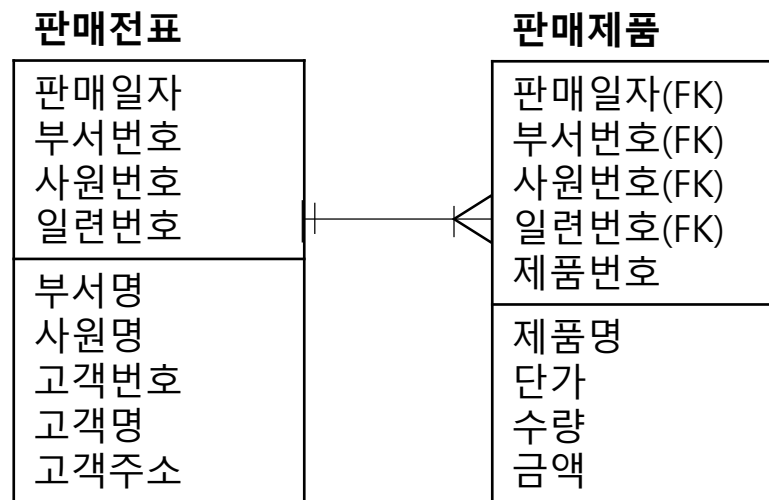 판매전표
판매일자
부서번호
사원번호
일련번호
부서명
사원명
고객번호
고객명
고객주소
판매제품
판매일자(FK)
부서번호(FK)
사원번호(FK)
일련번호(FK)
제품번호
제품명
단가
수량
금액